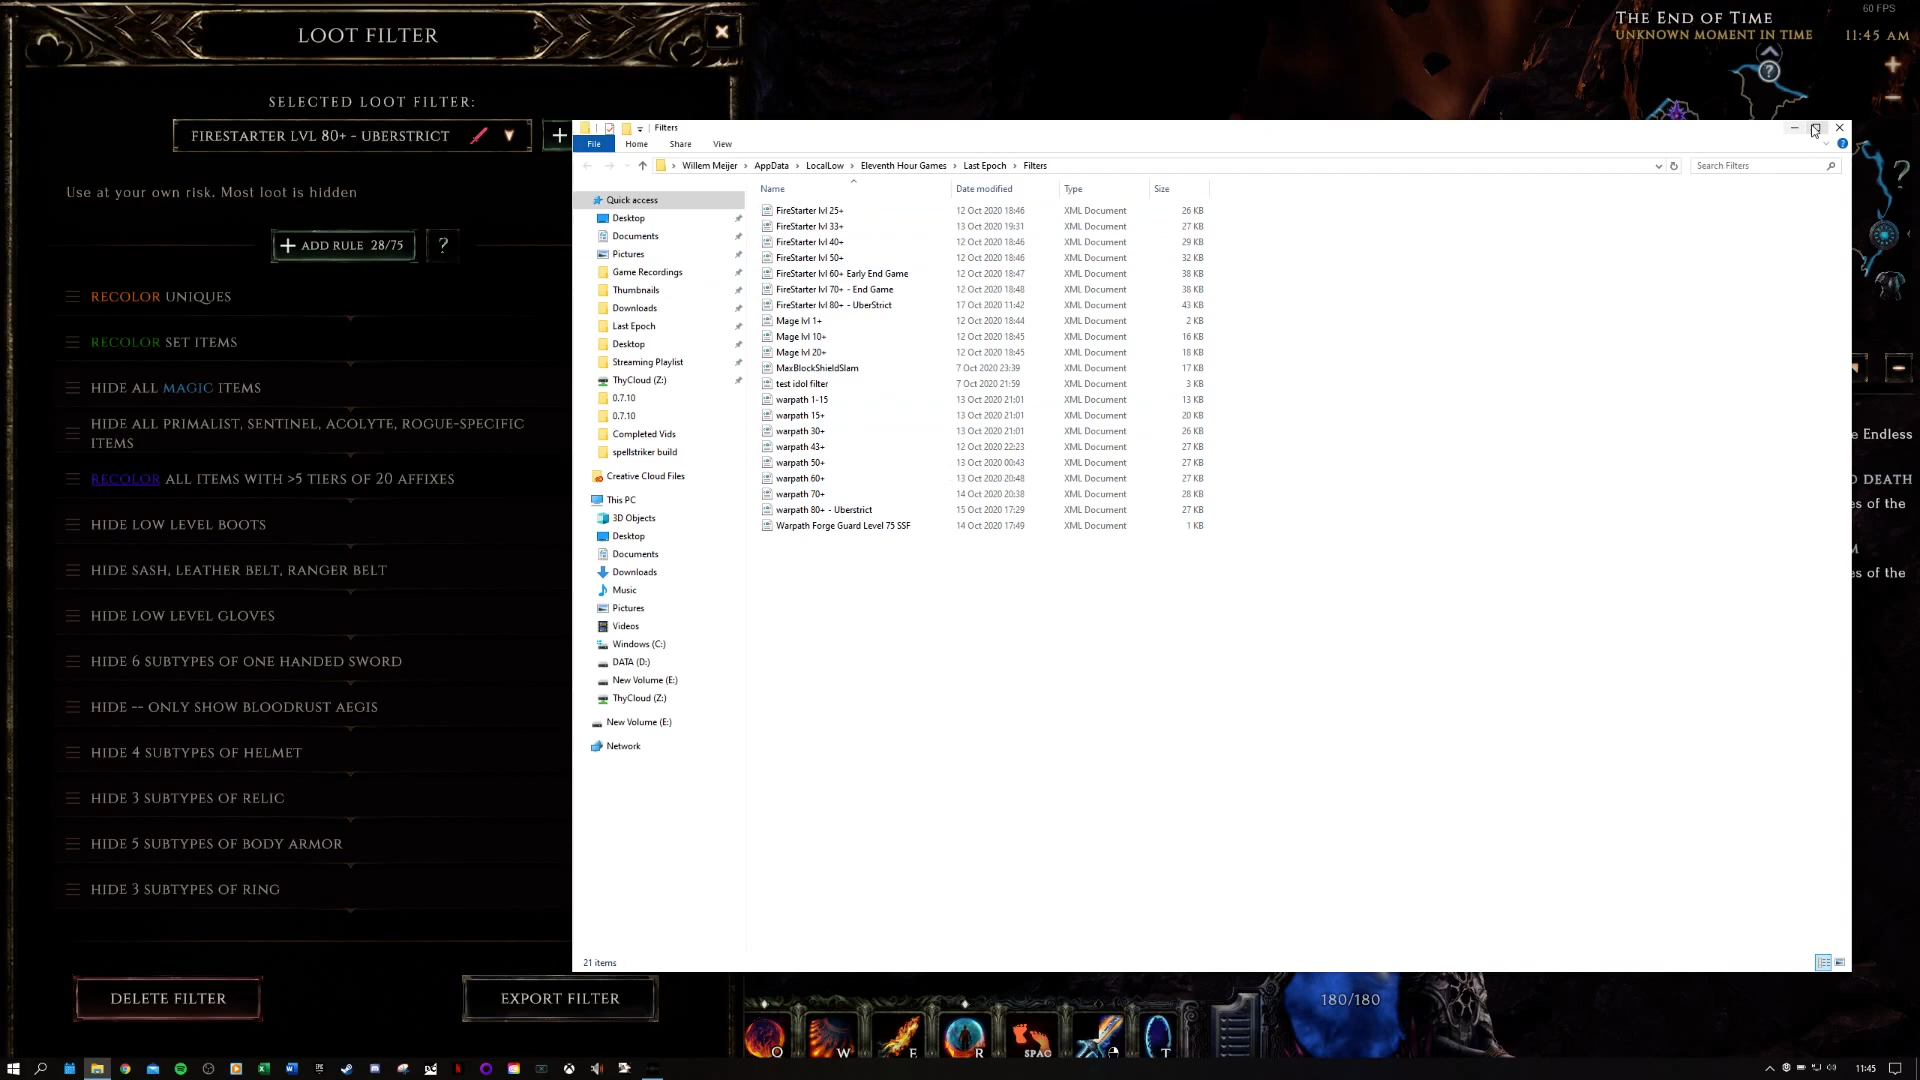 LOOT FILTER
SELECTED LOOT FILTER:
FIRESTARTER LVL 80+ - UBERSTRICT
Use at your own risk. Most loot is hidden
ADD RULE 28/75
?
RECOLOR UNIQUES
RECOLOR SET ITEMS
HIDE ALL MAGIC ITEMS
HIDE ALL PRIMALIST, SENTINEL, ACOLYTE, ROGUE-SPECIFIC
ITEMS
RECOLOR ALL ITEMS WITH >5 TIERS OF 20 AFFIXES
HIDE LOW LEVEL BOOTS
HIDE SASH, LEATHER BELT, RANGER BELT
HIDE LOW LEVEL GLOVES
HIDE 6 SUBTYPES OF ONE HANDED SWORD
HIDE -- ONLY SHOW BLOODRUST AEGIS
HIDE 4 SUBTYPES OF HELMET
HIDE 3 SUBTYPES OF RELIC
HIDE 5 SUBTYPES OF BODY ARMOR
HIDE 3 SUBTYPES OF RING
DELETE FILTER
EXPORT FILTER
60 FPS
THE END OF TIME
UNKNOWN MOMENT IN TIME
11:45 AM
Filters
File Home Share View
Willem Meijer > AppData > LocalLow > Eleventh Hour Games > Last Epoch > Filters
Search Filters
Quick access
Desktop
Documents
Pictures
Game Recordings
Thumbnails
Downloads
Last Epoch
Desktop
Streaming Playlist
ThyCloud (Z:)
0.7.10
0.7.10
Completed Vids
spellstriker build
Creative Cloud Files
This PC
3D Objects
Desktop
Documents
Downloads
Music
Pictures
Videos
Windows (C:)
DATA (D:)
New Volume (E:)
ThyCloud (Z:)
New Volume (E:)
Network
Name Date modified Type Size
FireStarter lvl 25+ 12 Oct 2020 18:46 XML Document 26 KB
FireStarter lvl 33+ 13 Oct 2020 19:31 XML Document 27 KB
FireStarter lvl 40+ 12 Oct 2020 18:46 XML Document 29 KB
FireStarter lvl 50+ 12 Oct 2020 18:46 XML Document 32 KB
FireStarter lvl 60+ Early End Game 12 Oct 2020 18:47 XML Document 38 KB
FireStarter lvl 70+ - End Game 12 Oct 2020 18:48 XML Document 38 KB
FireStarter lvl 80+ - UberStrict 17 Oct 2020 11:42 XML Document 43 KB
Mage lvl 1+ 12 Oct 2020 18:44 XML Document 2 KB
Mage lvl 10+ 12 Oct 2020 18:45 XML Document 16 KB
Mage lvl 20+ 12 Oct 2020 18:45 XML Document 18 KB
MaxBlockShieldSlam 7 Oct 2020 23:39 XML Document 17 KB
test idol filter 7 Oct 2020 21:59 XML Document 3 KB
warpath 1-15 13 Oct 2020 21:01 XML Document 13 KB
warpath 15+ 13 Oct 2020 21:01 XML Document 20 KB
warpath 30+ 13 Oct 2020 21:01 XML Document 26 KB
warpath 43+ 12 Oct 2020 22:23 XML Document 27 KB
warpath 50+ 13 Oct 2020 00:43 XML Document 27 KB
warpath 60+ 13 Oct 2020 20:48 XML Document 27 KB
warpath 70+ 14 Oct 2020 20:38 XML Document 28 KB
warpath 80+ - Uberstrict 15 Oct 2020 17:29 XML Document 27 KB
Warpath Forge Guard Level 75 SSF 14 Oct 2020 17:49 XML Document 1 KB
21 items
e Endless
DEATH
es of the
M
es of the
Q W E R SPAC T
180/180
11:45